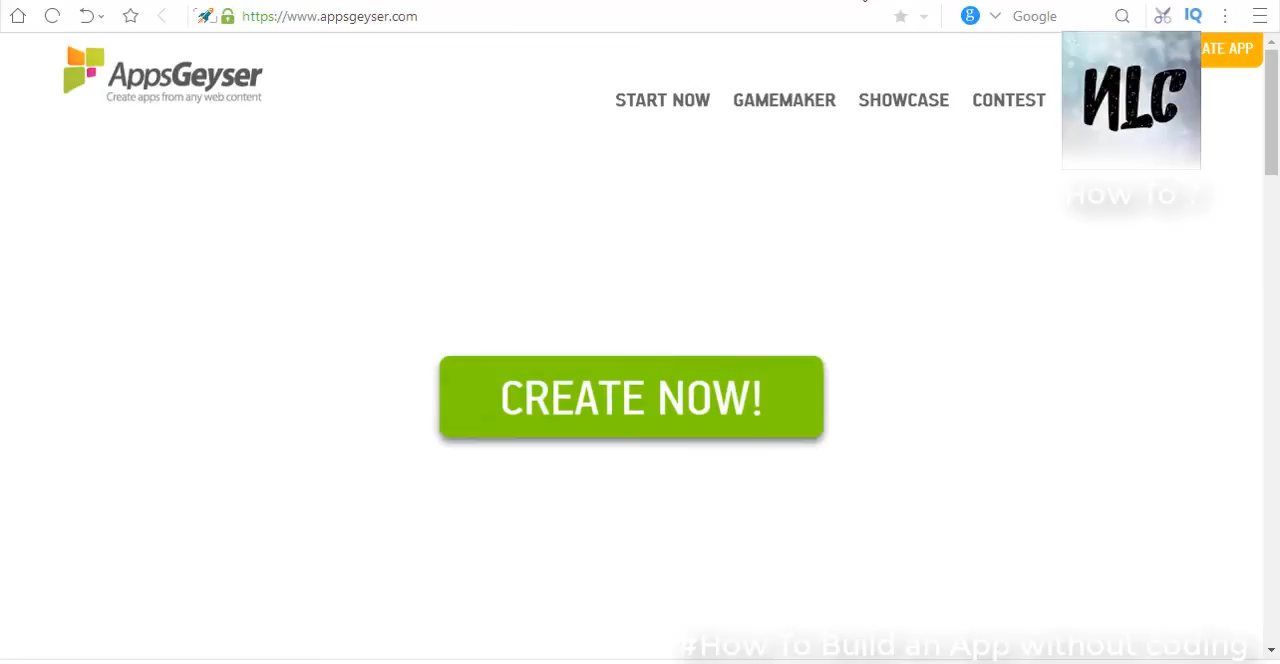 https://www.appsgeyser.com
Google
IQ
AppsGeyser
Create apps from any web content
START NOW
GAMEMAKER
SHOWCASE
CONTEST
ATE APP
NLC
How To ?
CREATE NOW!
#How To Build an App without coding